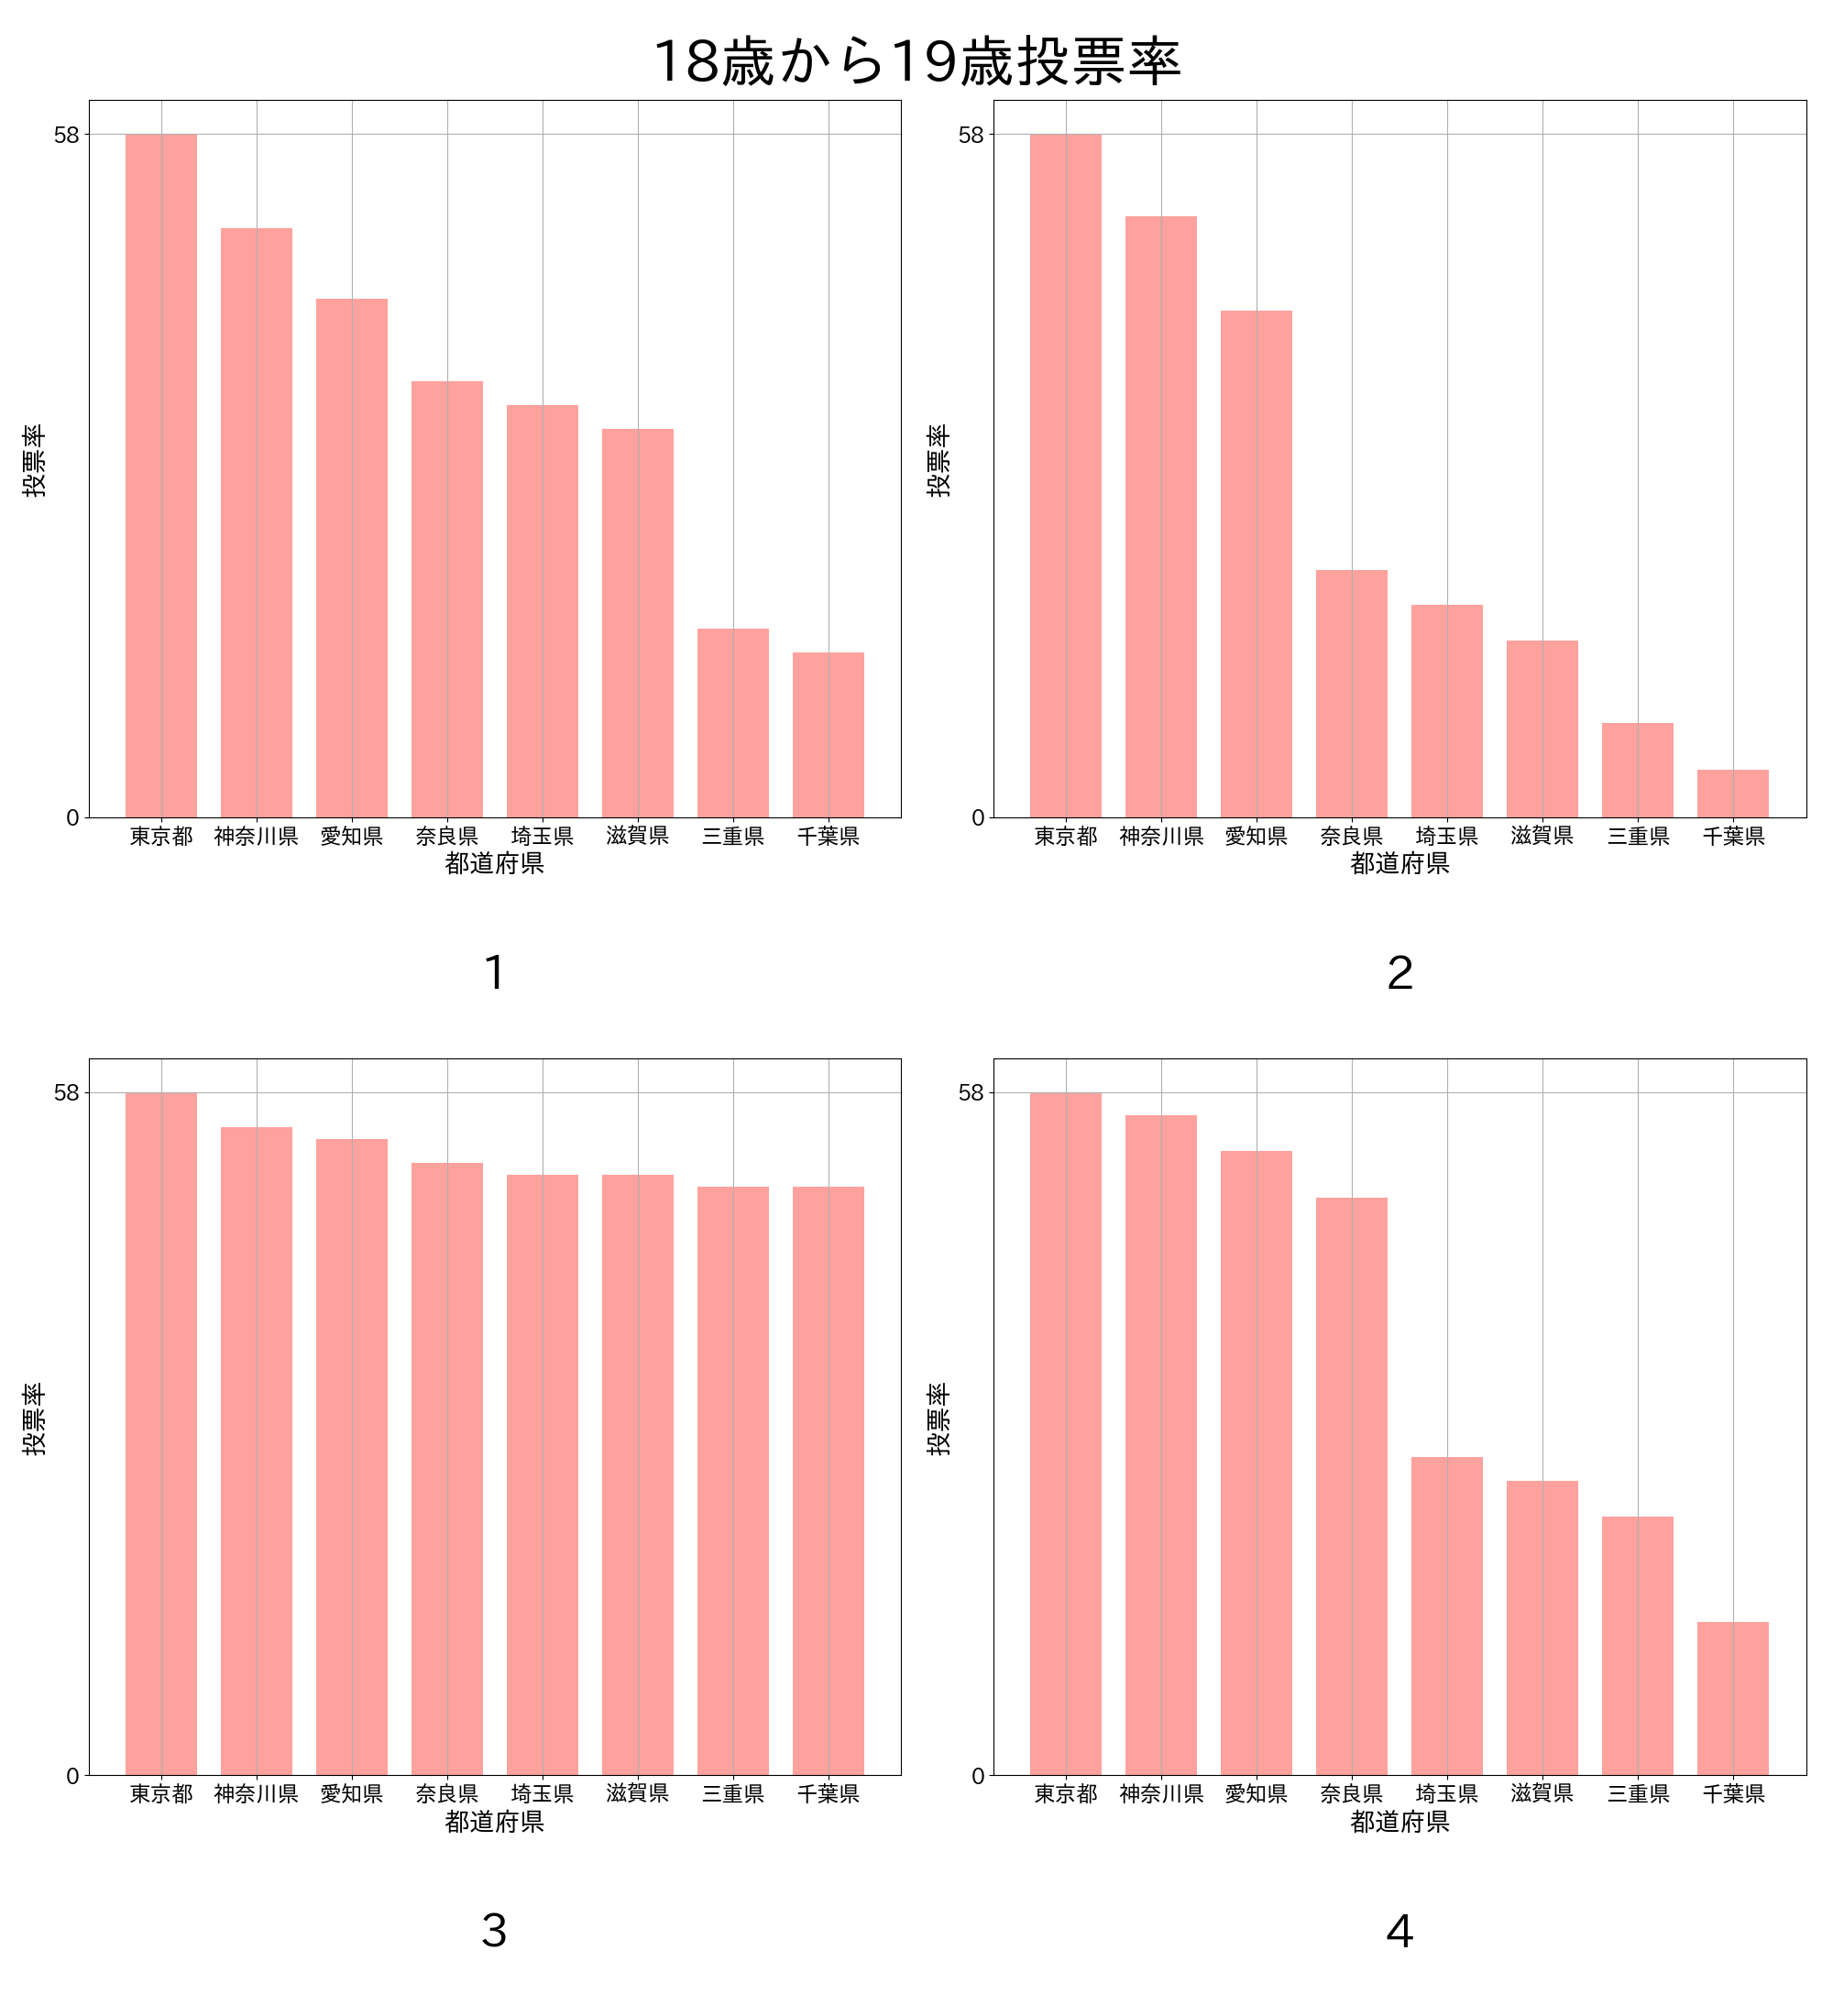 18歳から19歳投票率
58
0
投票率
東京都 神奈川県 愛知県 奈良県 埼玉県 滋賀県 三重県 千葉県
都道府県
1
58
0
投票率
東京都 神奈川県 愛知県 奈良県 埼玉県 滋賀県 三重県 千葉県
都道府県
2
58
0
投票率
東京都 神奈川県 愛知県 奈良県 埼玉県 滋賀県 三重県 千葉県
都道府県
3
58
0
投票率
東京都 神奈川県 愛知県 奈良県 埼玉県 滋賀県 三重県 千葉県
都道府県
4